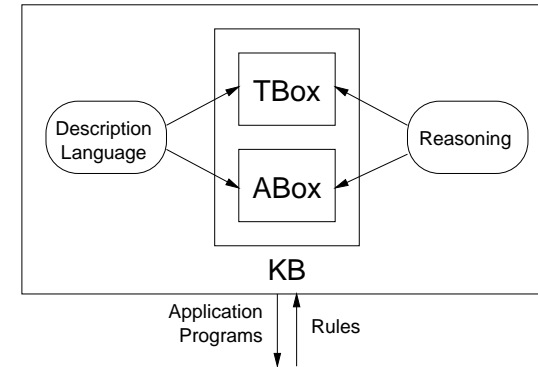 TBox
Description
Language
Reasoning
ABox
KB
Application
Programs
Rules